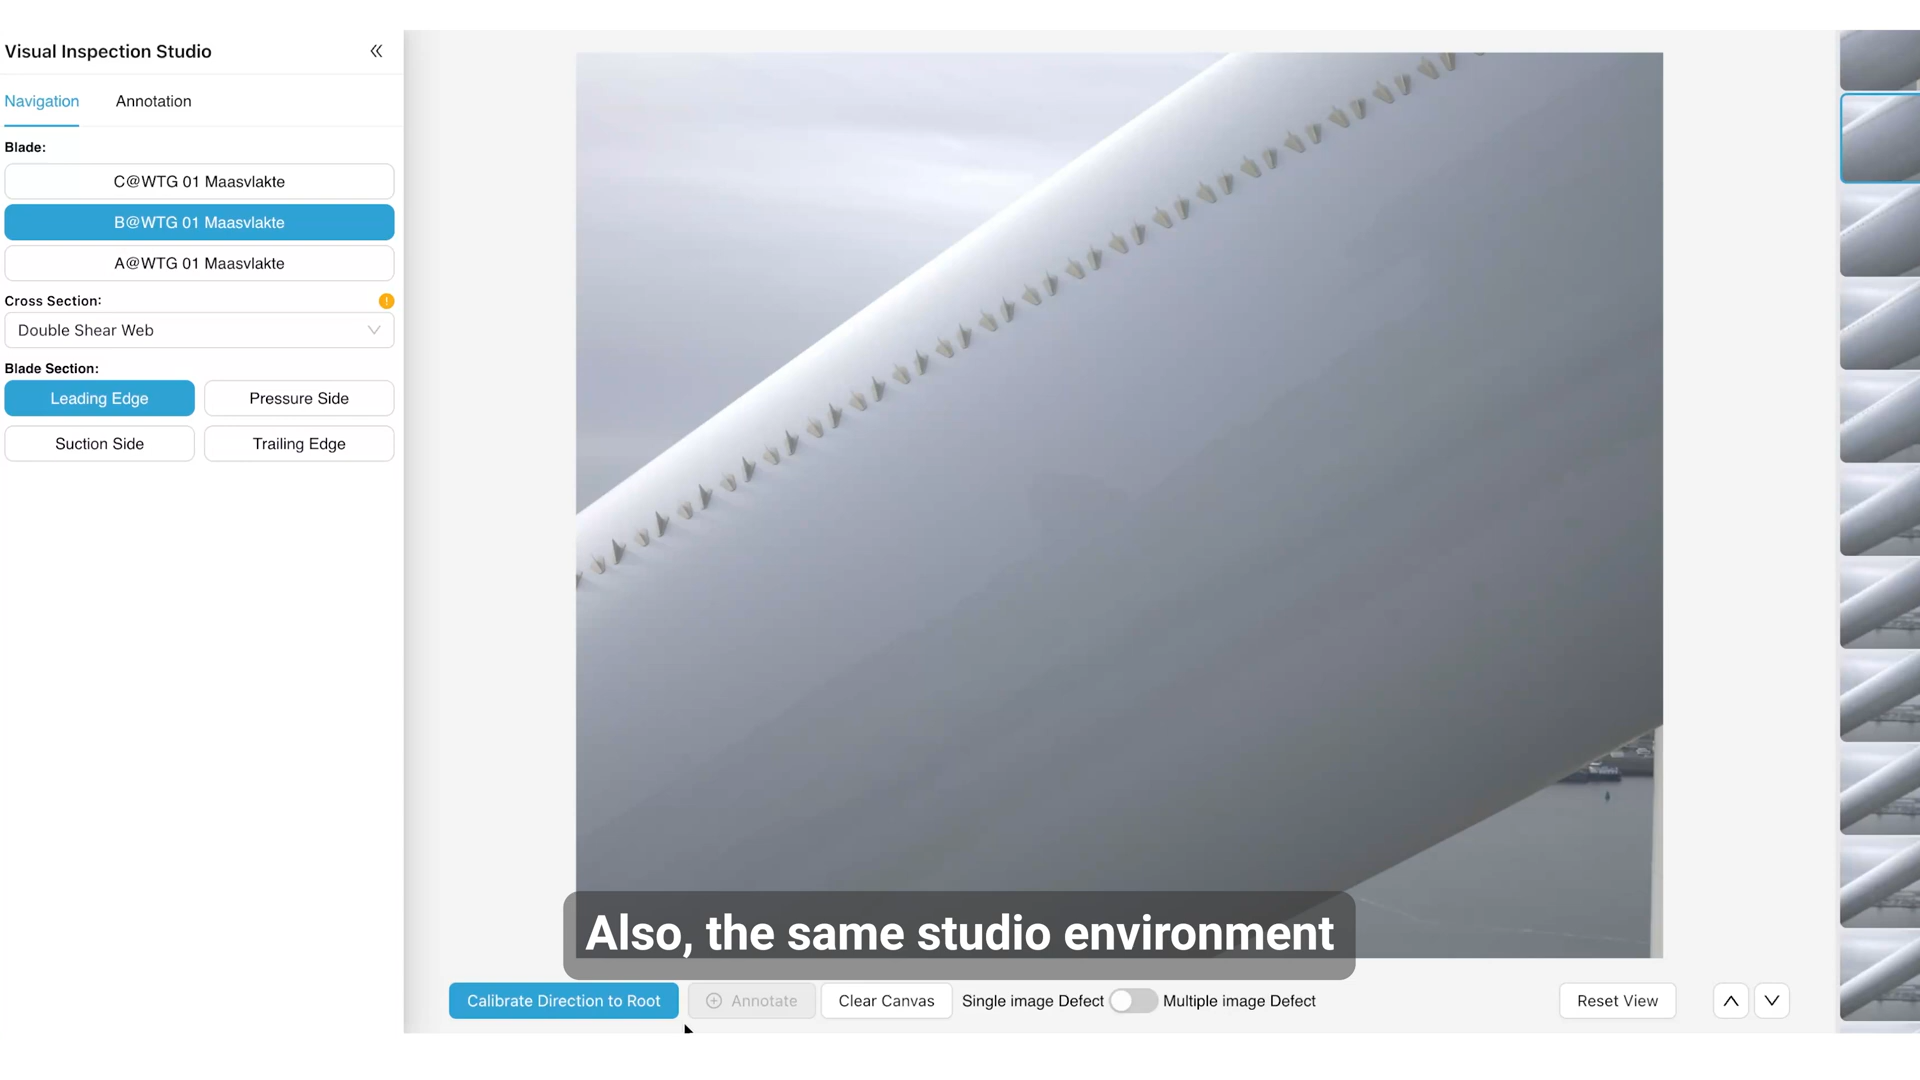 Visual Inspection Studio
Navigation
Annotation
Blade:
C@WTG 01 Maasvlakte
B@WTG 01 Maasvlakte
A@WTG 01 Maasvlakte
Cross Section:
Double Shear Web
Blade Section:
Leading Edge
Pressure Side
Suction Side
Trailing Edge
Also, the same studio environment
Calibrate Direction to Root
Annotate
Clear Canvas
Single image Defect
Multiple image Defect
Reset View